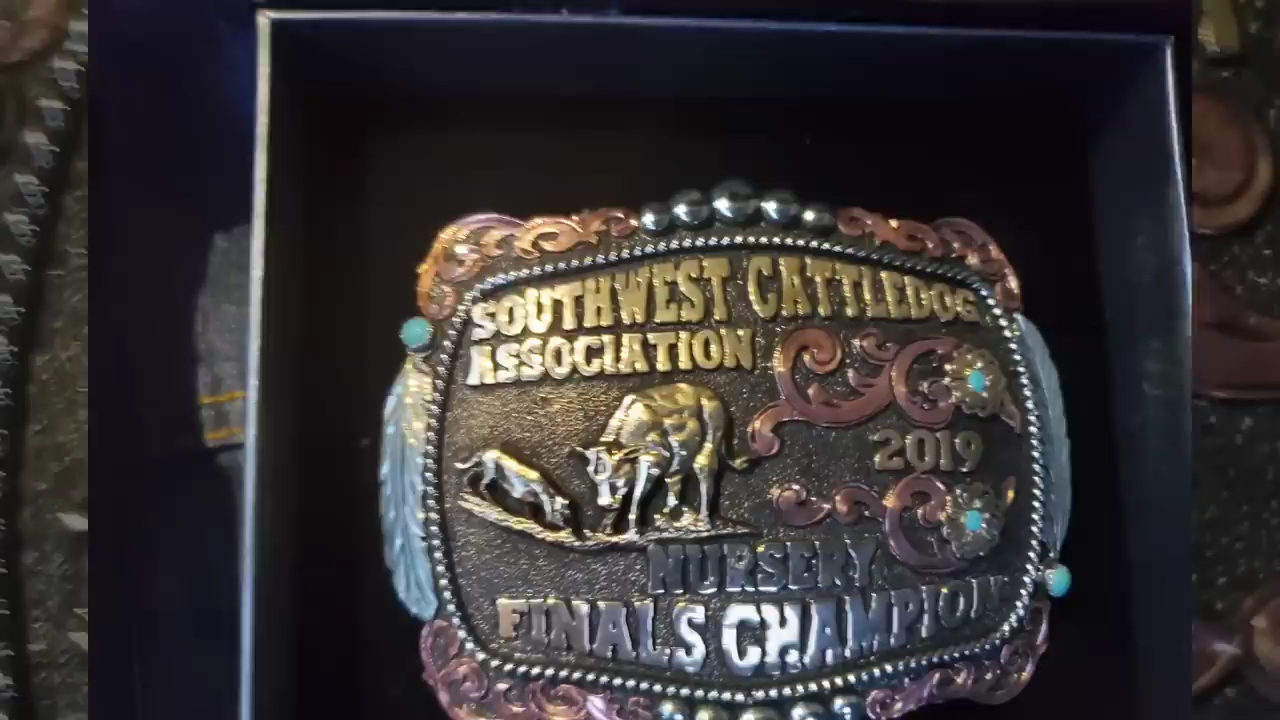 SOUTHWEST CATTLEDOG
ASSOCIATION
2019
NURSERY
FINALS CHAMPION